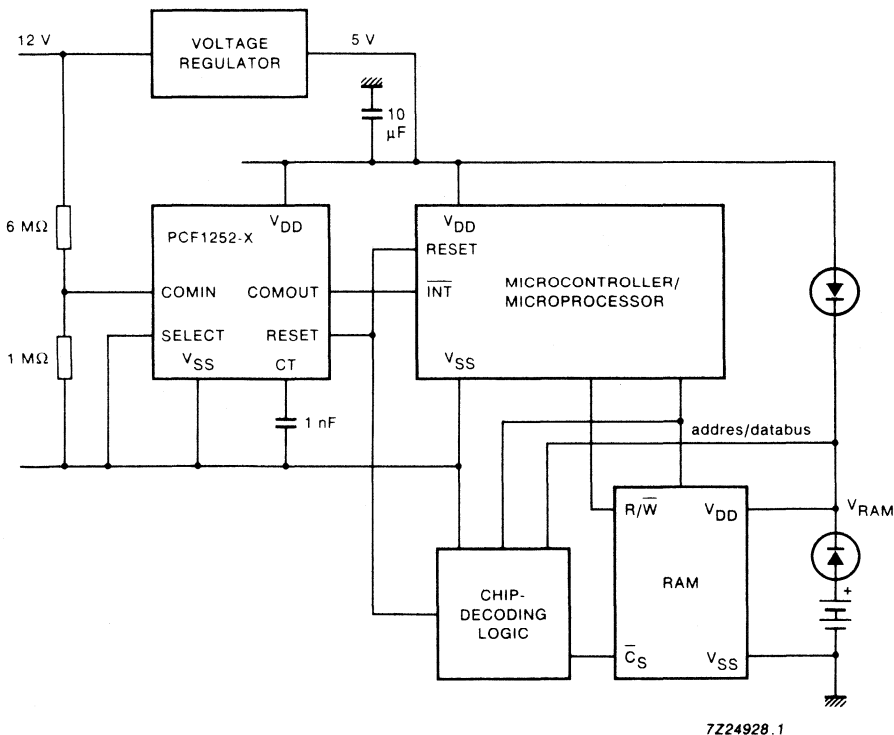 12 V
VOLTAGE
REGULATOR
5 V
10
μF
6 MΩ
1 MΩ
PCF1252-X
VDD
COMIN
COMOUT
SELECT
RESET
VSS
CT
1 nF
VDD
RESET
INT
MICROCONTROLLER/
MICROPROCESSOR
VSS
addres/databus
R/W
VDD
VRAM
RAM
CHIP-
DECODING
LOGIC
CS
VSS
+
7Z24928.1